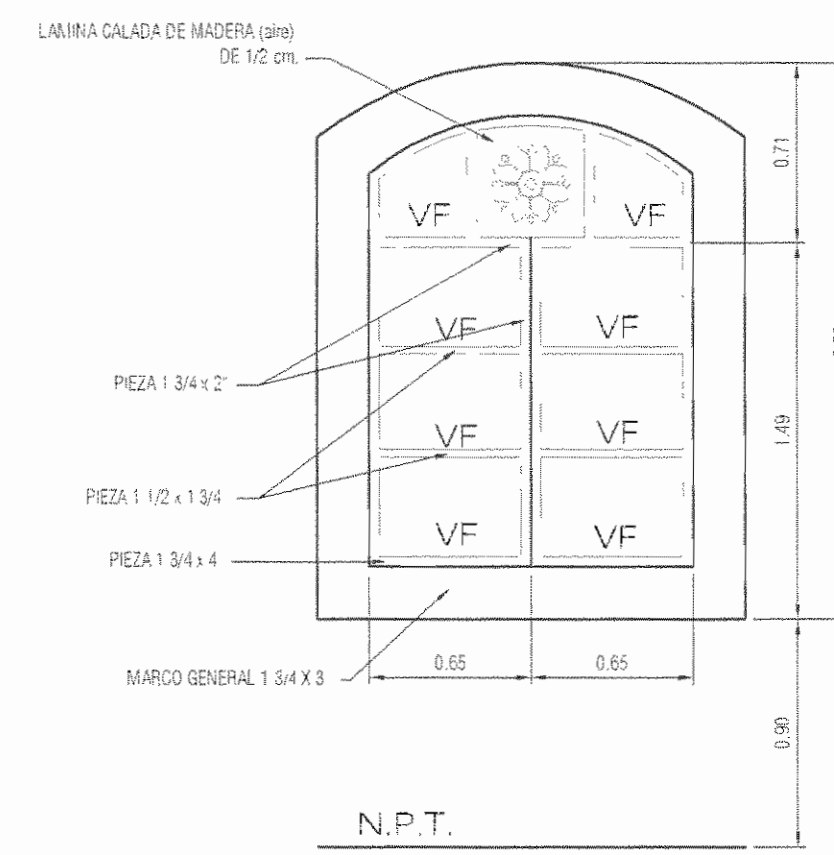 LAMINA CALADA DE MADERA (aire)
DE 1/2 cm.
0.71
VF
VF
VF
VF
PIEZA 1 3/4 x 2"
1.49
VF
VF
PIEZA 1 1/2 x 1 3/4
VF
VF
PIEZA 1 3/4 x 4
0.65
0.65
MARCO GENERAL 1 3/4 X 3
0.90
N.P.T.